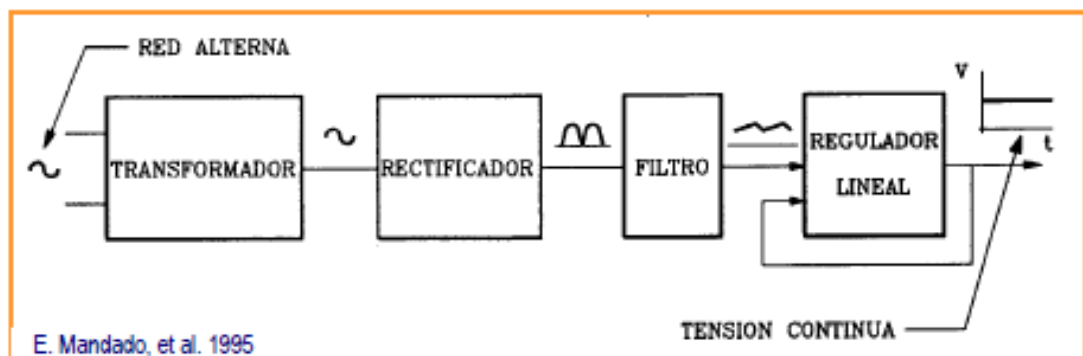 RED ALTERNA
V
TRANSFORMADOR
RECTIFICADOR
FILTRO
REGULADOR
LINEAL
t
TENSION CONTINUA
E. Mandado, et al. 1995